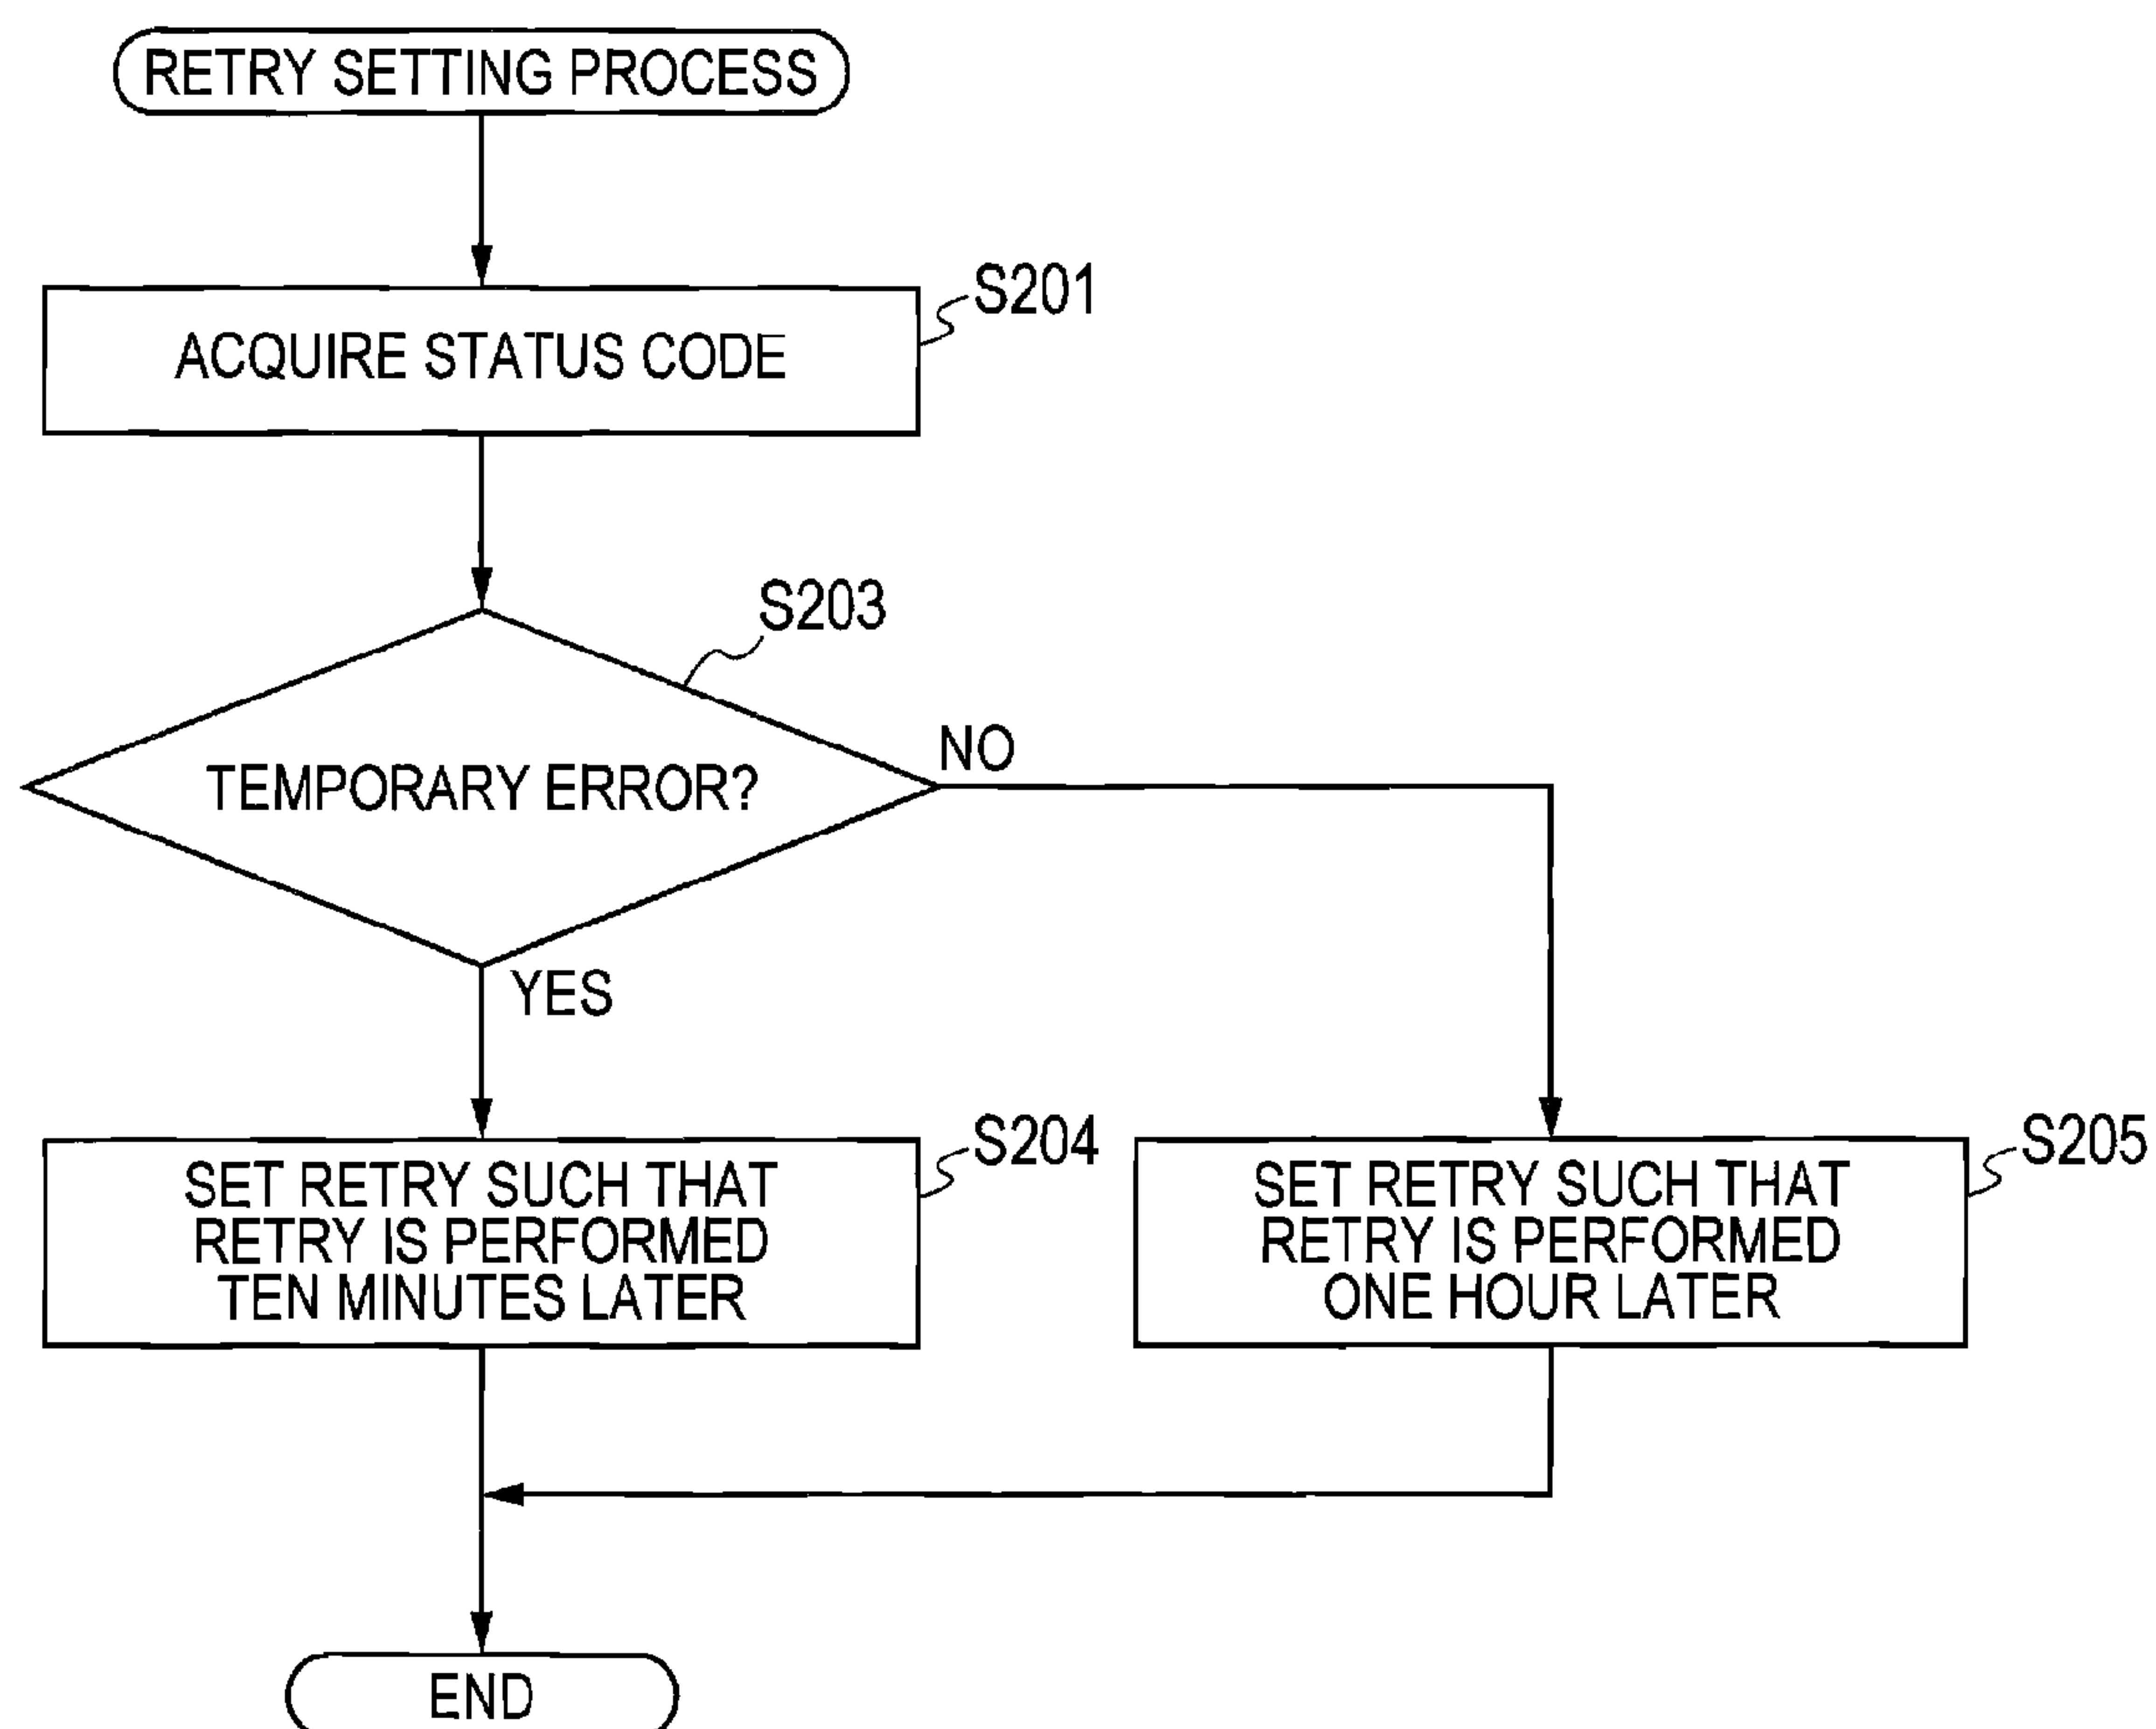 RETRY SETTING PROCESS
S201
ACQUIRE STATUS CODE
S203
TEMPORARY ERROR?
NO
YES
S204
SET RETRY SUCH THAT
RETRY IS PERFORMED
TEN MINUTES LATER
S205
SET RETRY SUCH THAT
RETRY IS PERFORMED
ONE HOUR LATER
END